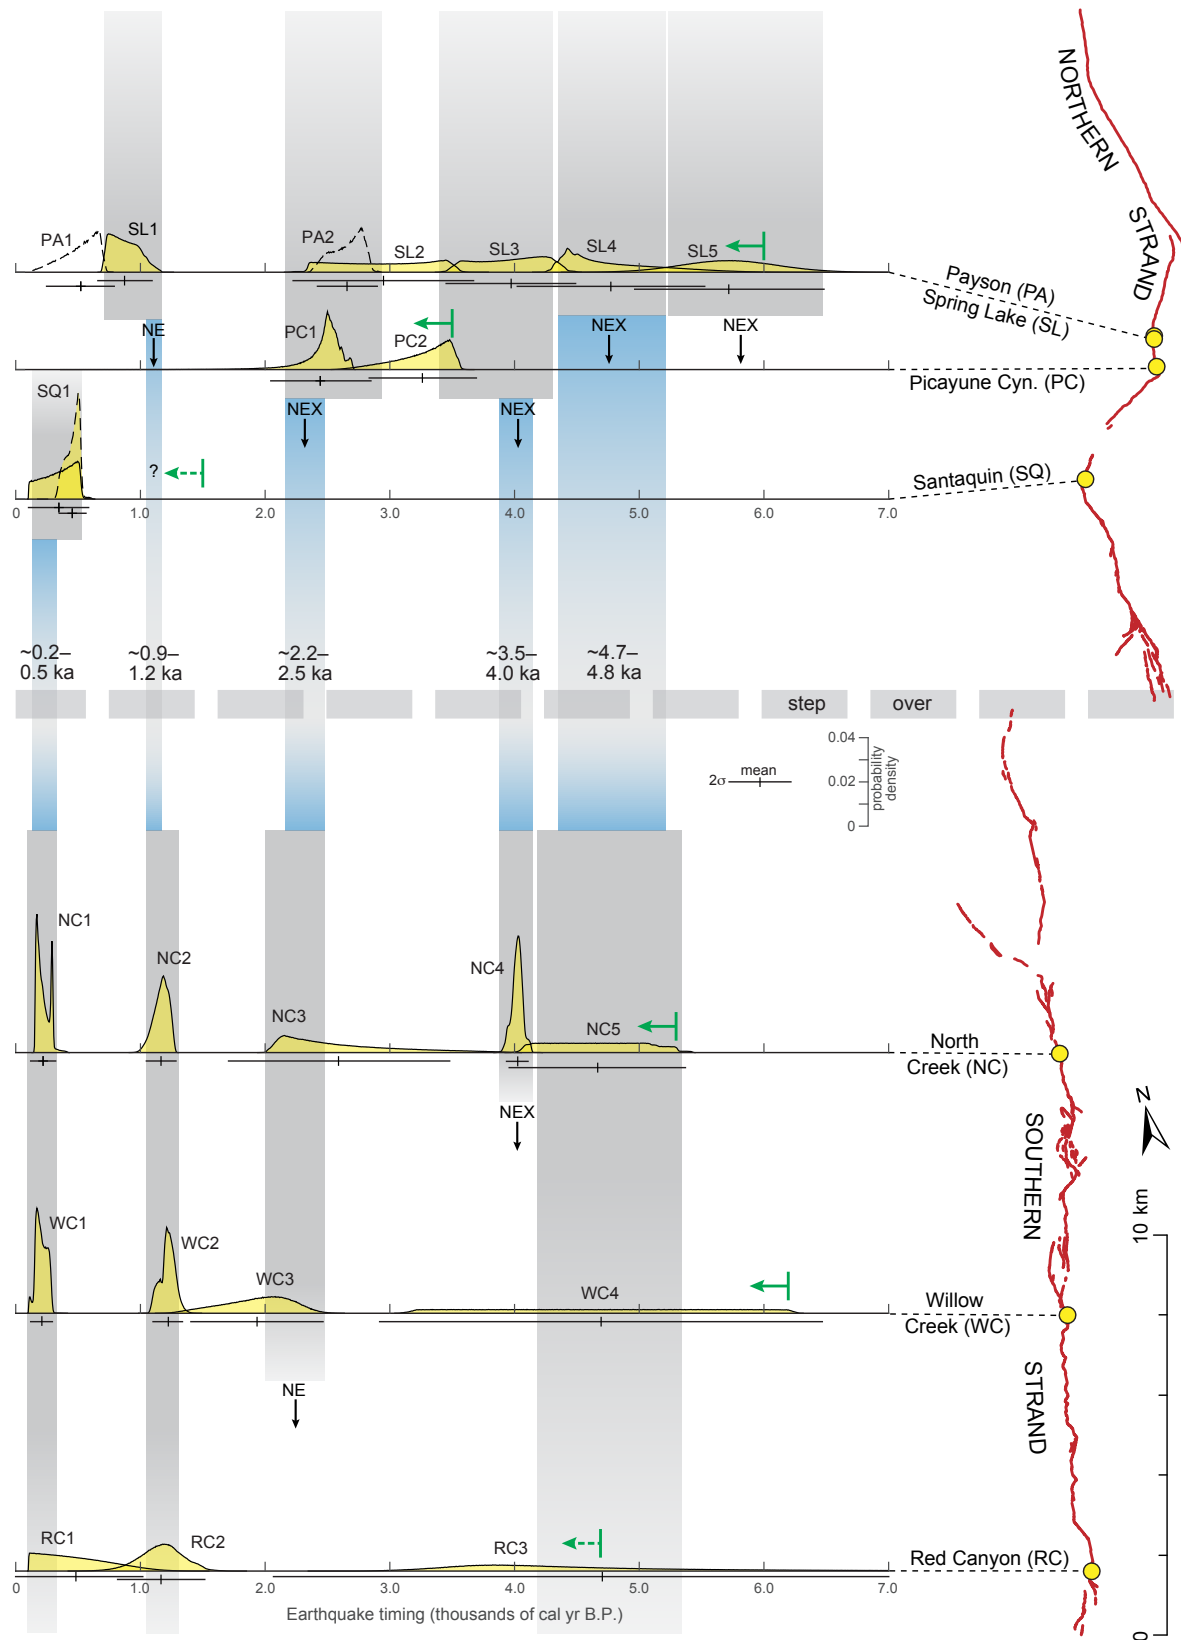 NORTHERN
STRAND
PA1
SL1
PA2
SL2
SL3
SL4
SL5
Payson (PA)
Spring Lake (SL)
NE
PC1
PC2
NEX
NEX
Picayune Cyn. (PC)
SQ1
NEX
NEX
?
Santaquin (SQ)
0
1.0
2.0
3.0
4.0
5.0
6.0
7.0
~0.2–
0.5 ka
~0.9–
1.2 ka
~2.2–
2.5 ka
~3.5–
4.0 ka
~4.7–
4.8 ka
step
over
2σ
mean
0.04
0.02
0
probability
density
NC1
NC2
NC3
NC4
NC5
North
Creek (NC)
NEX
SOUTHERN
STRAND
N
10 km
0
WC1
WC2
WC3
WC4
Willow
Creek (WC)
NE
RC1
RC2
RC3
Red Canyon (RC)
0
1.0
2.0
3.0
4.0
5.0
6.0
7.0
Earthquake timing (thousands of cal yr B.P.)